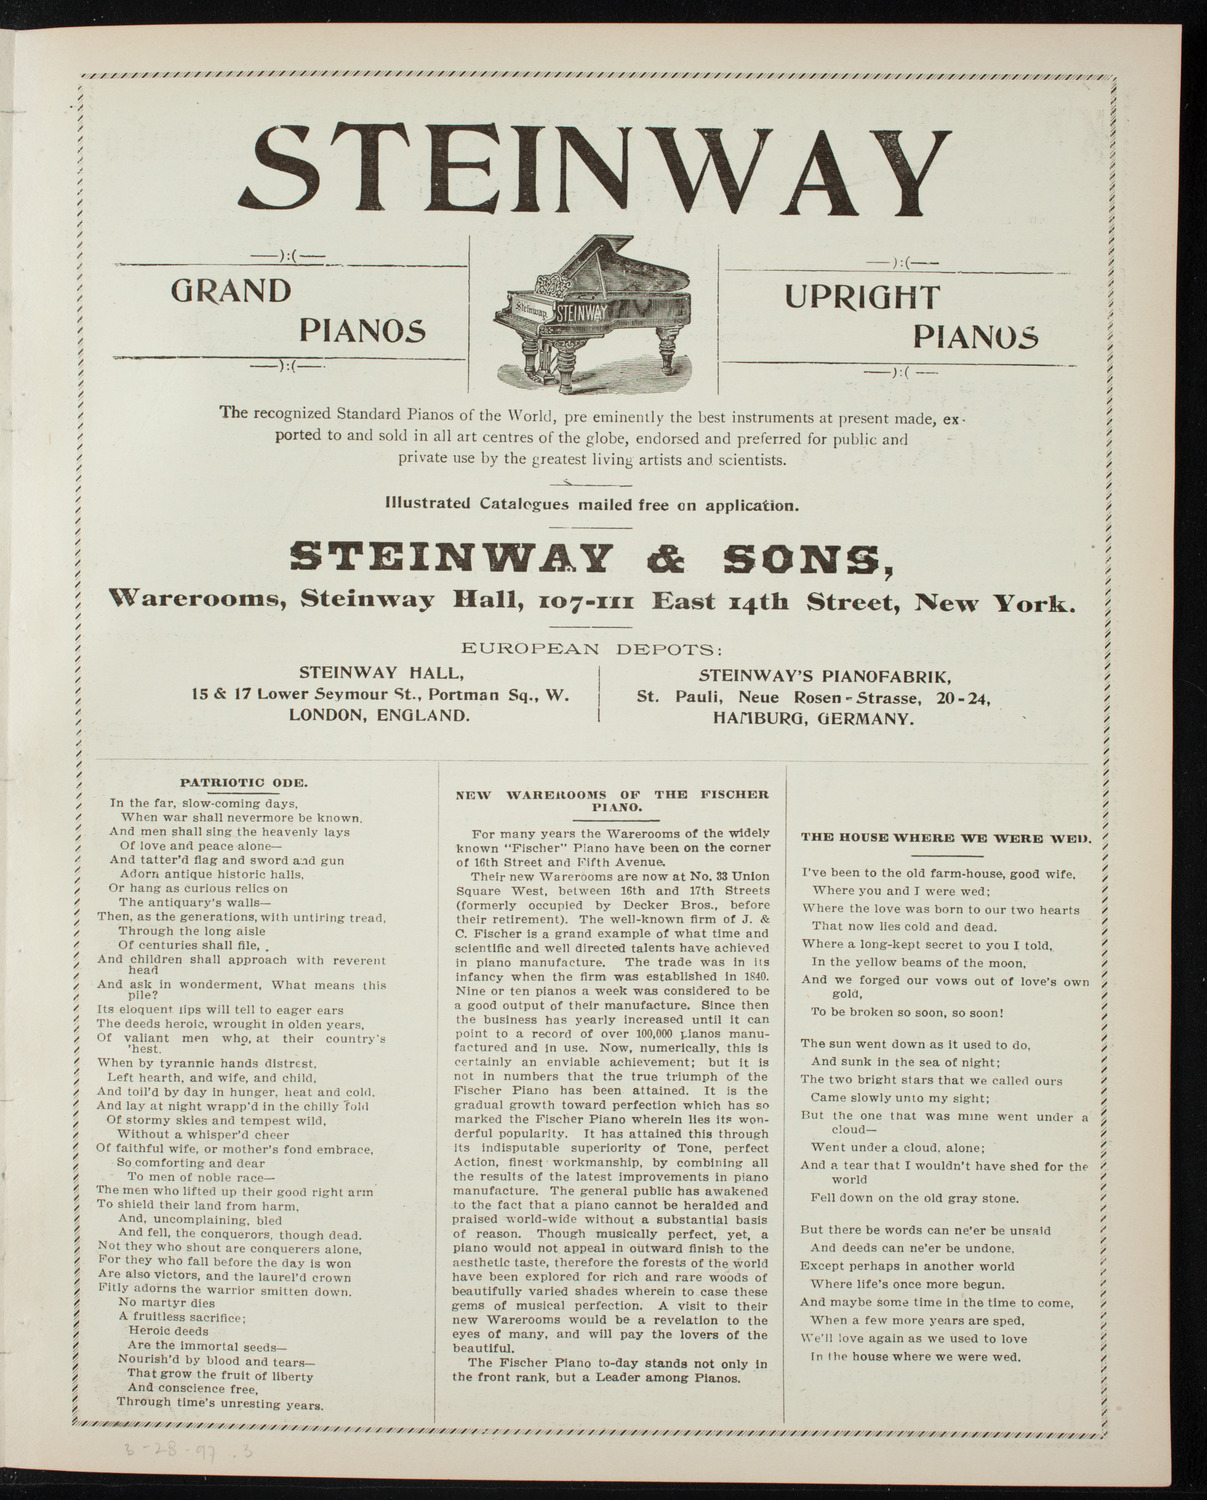 STEINWAY
—):(—
GRAND
PIANOS
—):(—
Steinway
STEINWAY
—):(—
UPRIGHT
PIANOS
—):(—
The recognized Standard Pianos of the World, pre eminently the best instruments at present made, ex-
ported to and sold in all art centres of the globe, endorsed and preferred for public and
private use by the greatest living artists and scientists.
Illustrated Catalogues mailed free on application.
STEINWAY & SONS,
Warerooms, Steinway Hall, 107-111 East 14th Street, New York.
EUROPEAN DEPOTS:
STEINWAY HALL,
15 & 17 Lower Seymour St., Portman Sq., W.
LONDON, ENGLAND.
STEINWAY'S PIANOFABRIK,
St. Pauli, Neue Rosen-Strasse, 20-24,
HAMBURG, GERMANY.
PATRIOTIC ODE.
In the far, slow-coming days,
When war shall nevermore be known,
And men shall sing the heavenly lays
Of love and peace alone—
And tatter'd flag and sword and gun
Adorn antique historic halls,
Or hang as curious relics on
The antiquary's walls—
Then, as the generations, with untiring tread,
Through the long aisle
Of centuries shall file,
And children shall approach with reverent
head
And ask in wonderment, What means this
pile?
Its eloquent lips will tell to eager ears
The deeds heroic, wrought in olden years,
Of valiant men who, at their country's
'hest.
When by tyrannic hands distrest,
Left hearth, and wife, and child,
And toil'd by day in hunger, heat and cold,
And lay at night wrapp'd in the chilly fold
Of stormy skies and tempest wild,
Without a whisper'd cheer
Of faithful wife, or mother's fond embrace,
So comforting and dear
To men of noble race—
The men who lifted up their good right arm
To shield their land from harm,
And, uncomplaining, bled
And fell, the conquerors, though dead.
Not they who shout are conquerers alone,
For they who fall before the day is won
Are also victors, and the laurel'd crown
Fitly adorns the warrior smitten down.
No martyr dies
A fruitless sacrifice;
Heroic deeds
Are the immortal seeds—
Nourish'd by blood and tears—
That grow the fruit of liberty
And conscience free,
Through time's unresting years.
NEW WAREROOMS OF THE FISCHER
PIANO.
For many years the Warerooms of the widely
known "Fischer" Piano have been on the corner
of 16th Street and Fifth Avenue.
Their new Warerooms are now at No. 33 Union
Square West, between 16th and 17th Streets
(formerly occupied by Decker Bros., before
their retirement). The well-known firm of J. &
C. Fischer is a grand example of what time and
scientific and well directed talents have achieved
in piano manufacture. The trade was in its
infancy when the firm was established in 1840.
Nine or ten pianos a week was considered to be
a good output of their manufacture. Since then
the business has yearly increased until it can
point to a record of over 100,000 pianos manu-
factured and in use. Now, numerically, this is
certainly an enviable achievement; but it is
not in numbers that the true triumph of the
Fischer Piano has been attained. It is the
gradual growth toward perfection which has so
marked the Fischer Piano wherein lies its won-
derful popularity. It has attained this through
its indisputable superiority of Tone, perfect
Action, finest workmanship, by combining all
the results of the latest improvements in piano
manufacture. The general public has awakened
to the fact that a piano cannot be heralded and
praised world-wide without a substantial basis
of reason. Though musically perfect, yet, a
piano would not appeal in outward finish to the
aesthetic taste, therefore the forests of the world
have been explored for rich and rare woods of
beautifully varied shades wherein to case these
gems of musical perfection. A visit to their
new Warerooms would be a revelation to the
eyes of many, and will pay the lovers of the
beautiful.
The Fischer Piano to-day stands not only in
the front rank, but a Leader among Pianos.
THE HOUSE WHERE WE WERE WED.
I've been to the old farm-house, good wife,
Where you and I were wed;
Where the love was born to our two hearts
That now lies cold and dead.
Where a long-kept secret to you I told,
In the yellow beams of the moon,
And we forged our vows out of love's own
gold,
To be broken so soon, so soon!
The sun went down as it used to do,
And sunk in the sea of night;
The two bright stars that we called ours
Came slowly unto my sight;
But the one that was mine went under a
cloud—
Went under a cloud, alone;
And a tear that I wouldn't have shed for the
world
Fell down on the old gray stone.
But there be words can ne'er be unsaid
And deeds can ne'er be undone,
Except perhaps in another world
Where life's once more begun.
And maybe some time in the time to come,
When a few more years are sped,
We'll love again as we used to love
In the house where we were wed.
3-28-97 .3